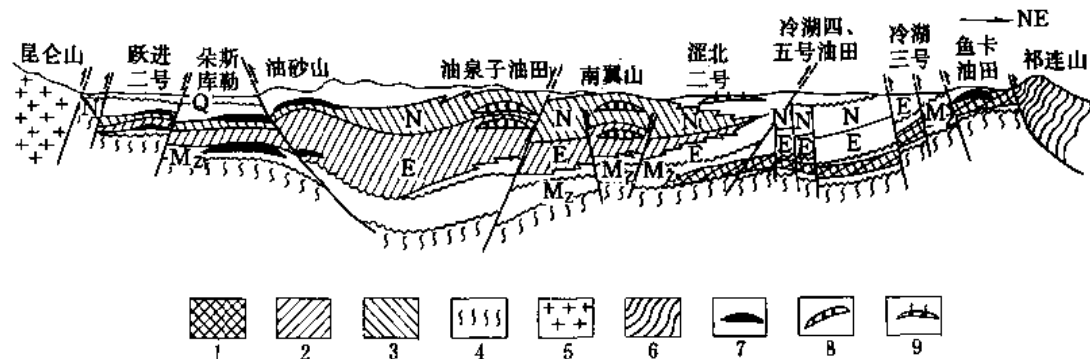 昆仑山
跃进
二号
朵斯
库勒
油砂山
油泉子油田
南翼山
涩北
二号
冷湖四、
五号油田
冷湖
三号
鱼卡
油田
祁连山
NE
Q
N
N
N
N
N
N
E
M
E
E
E
E
E
E
Mz
Mz
Mz
Mz
1
2
3
4
5
6
7
8
9